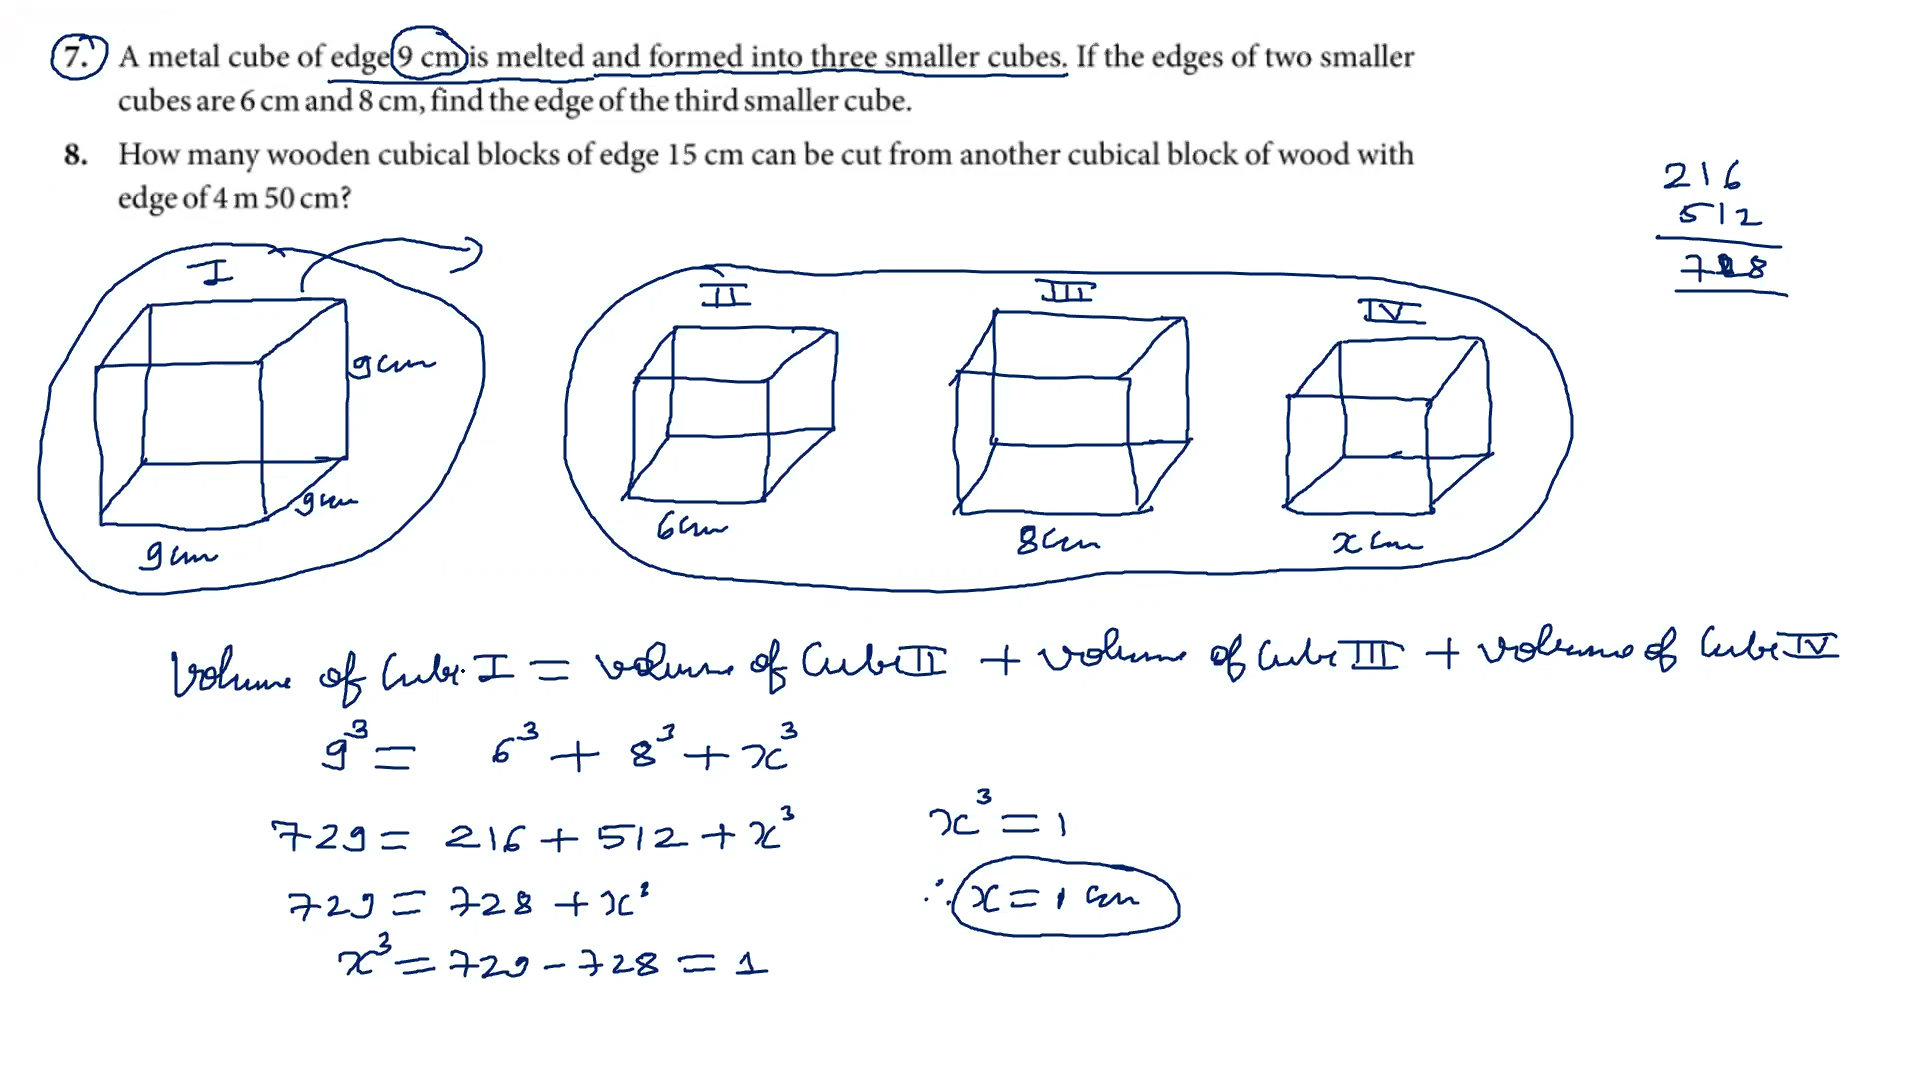 7. A metal cube of edge 9 cm is melted and formed into three smaller cubes. If the edges of two smaller
cubes are 6 cm and 8 cm, find the edge of the third smaller cube.
8. How many wooden cubical blocks of edge 15 cm can be cut from another cubical block of wood with
edge of 4 m 50 cm?
216
512
728
I
II
III
IV
9cm
9cm
9cm
6cm
8cm
x cm
Volume of Cube I = volume of Cube II + volume of Cube III + volume of Cube IV
9³ = 6³ + 8³ + x³
729 = 216 + 512 + x³
729 = 728 + x³
x³ = 729 - 728 = 1
x³ = 1
∴ x = 1 cm